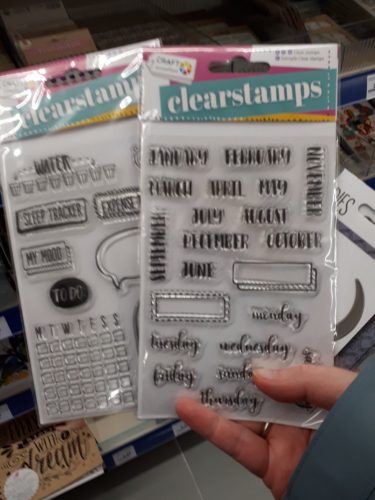 clearstamps
WATER
SLEEP TRACKER
EXPENSE
MY MOOD
TO DO
M T W T F S S
CRAFT
clearstamps
JANUARY FEBRUARY
NOVEMBER
MARCH APRIL MAY
JULY AUGUST
SEPTEMBER
DECEMBER OCTOBER
JUNE
monday
tuesday wednesday
friday
thursday
dream